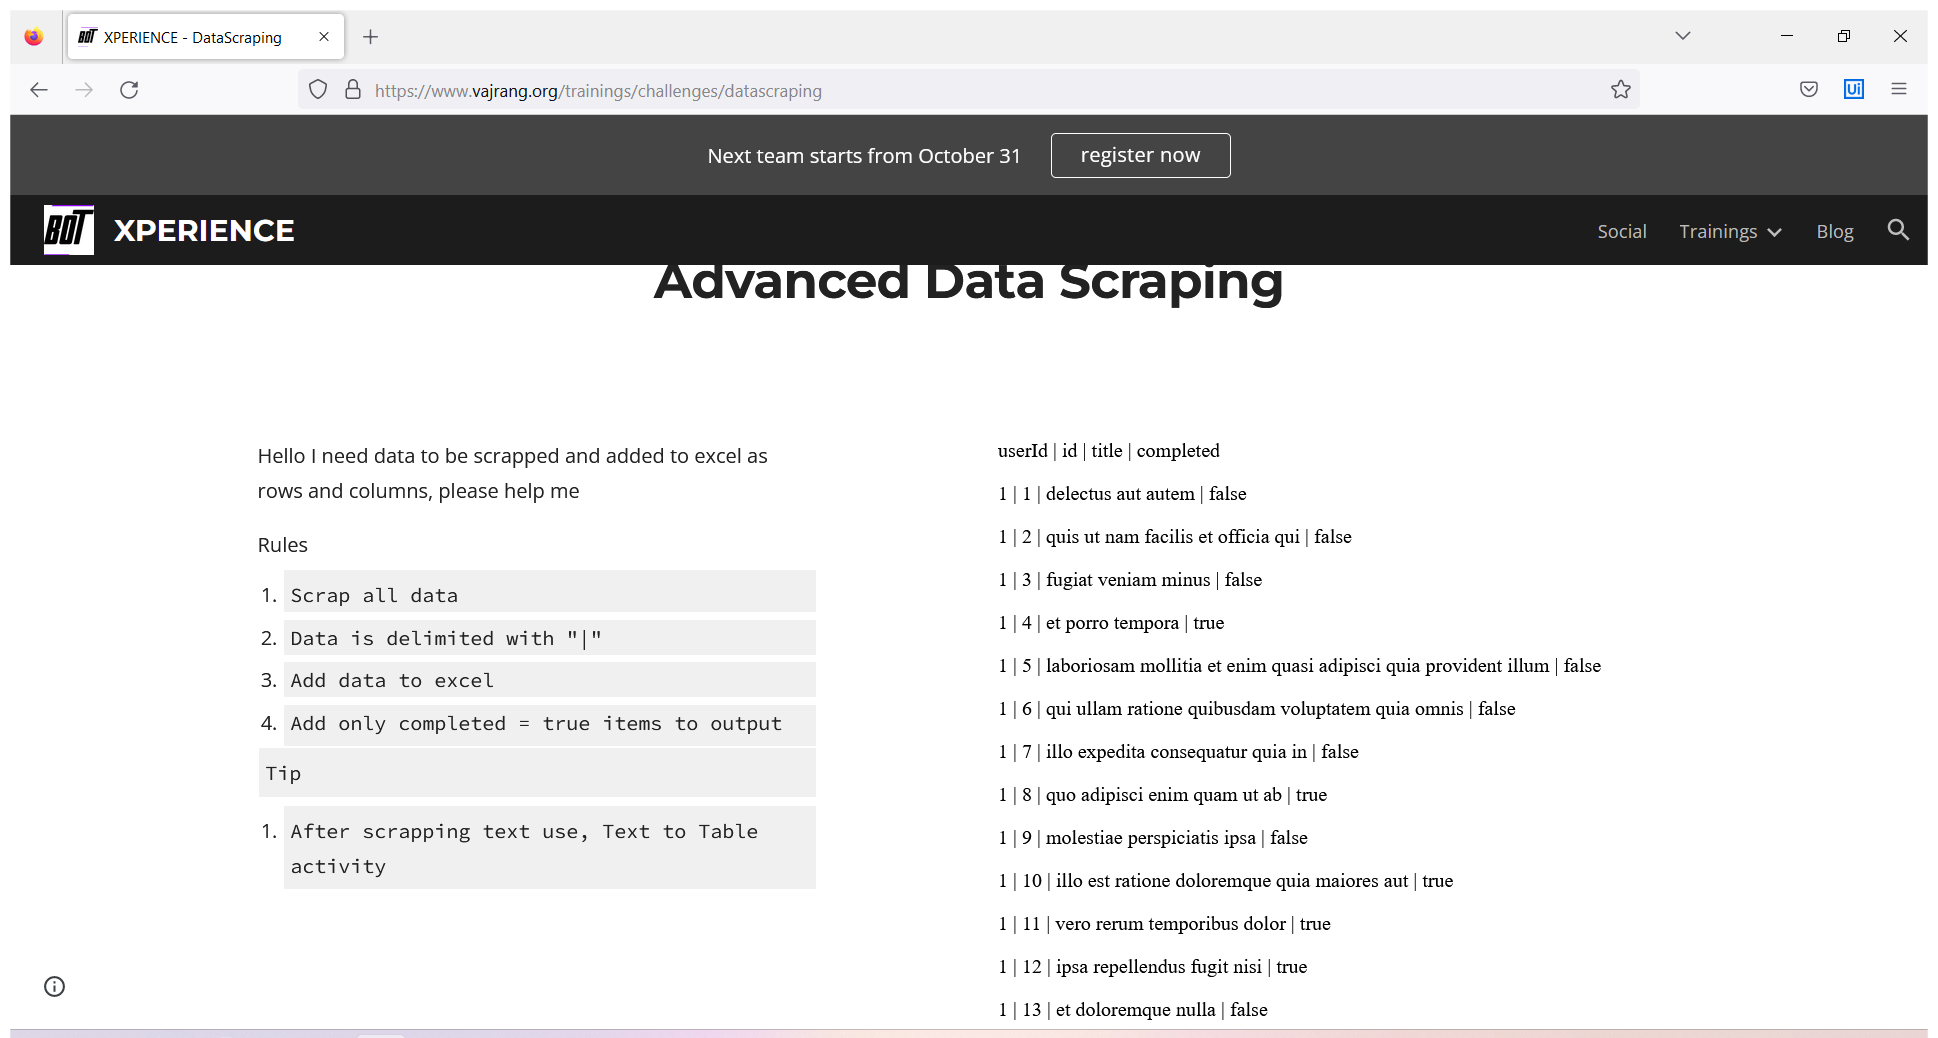 BOT XPERIENCE - DataScraping
https://www.vajrang.org/trainings/challenges/datascraping
Ui
Next team starts from October 31
register now
BOT XPERIENCE
Social
Trainings
Blog
Advanced Data Scraping
Hello I need data to be scrapped and added to excel as
rows and columns, please help me
Rules
1. Scrap all data
2. Data is delimited with "|"
3. Add data to excel
4. Add only completed = true items to output
Tip
1. After scrapping text use, Text to Table
activity
userId | id | title | completed
1 | 1 | delectus aut autem | false
1 | 2 | quis ut nam facilis et officia qui | false
1 | 3 | fugiat veniam minus | false
1 | 4 | et porro tempora | true
1 | 5 | laboriosam mollitia et enim quasi adipisci quia provident illum | false
1 | 6 | qui ullam ratione quibusdam voluptatem quia omnis | false
1 | 7 | illo expedita consequatur quia in | false
1 | 8 | quo adipisci enim quam ut ab | true
1 | 9 | molestiae perspiciatis ipsa | false
1 | 10 | illo est ratione doloremque quia maiores aut | true
1 | 11 | vero rerum temporibus dolor | true
1 | 12 | ipsa repellendus fugit nisi | true
1 | 13 | et doloremque nulla | false